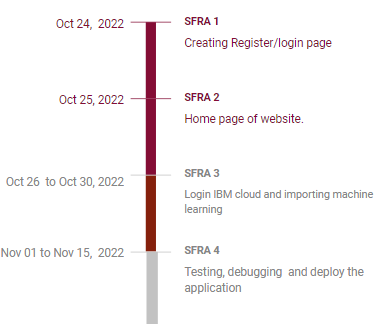 Oct 24, 2022
SFRA 1
Creating Register/login page
Oct 25, 2022
SFRA 2
Home page of website.
Oct 26 to Oct 30, 2022
SFRA 3
Login IBM cloud and importing machine
learning
Nov 01 to Nov 15, 2022
SFRA 4
Testing, debugging and deploy the
application